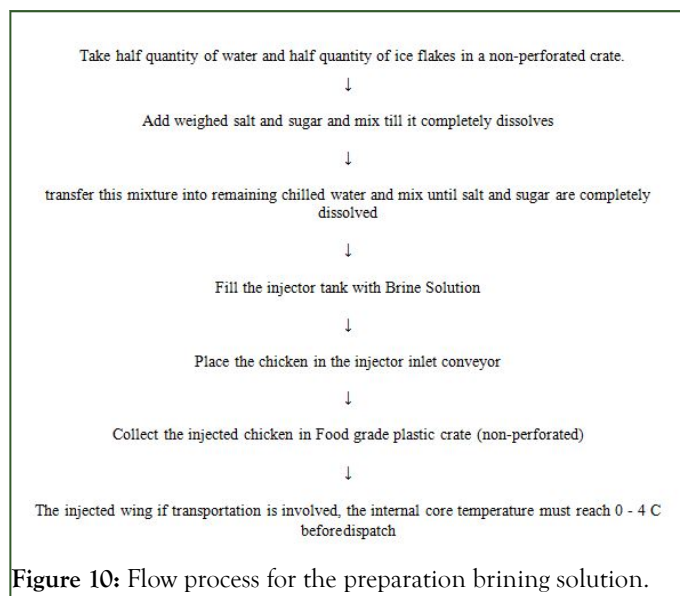 Take half quantity of water and half quantity of ice flakes in a non-perforated crate.
↓
Add weighed salt and sugar and mix till it completely dissolves
↓
transfer this mixture into remaining chilled water and mix until salt and sugar are completely
dissolved
↓
Fill the injector tank with Brine Solution
↓
Place the chicken in the injector inlet conveyor
↓
Collect the injected chicken in Food grade plastic crate (non-perforated)
↓
The injected wing if transportation is involved, the internal core temperature must reach 0 - 4 C
beforedispatch
Figure 10: Flow process for the preparation brining solution.